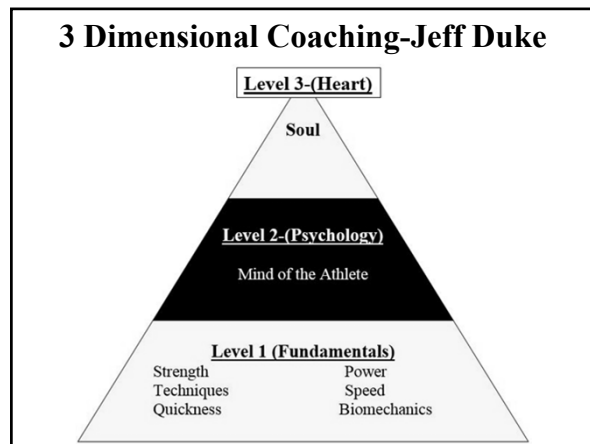 3 Dimensional Coaching-Jeff Duke
Level 3-(Heart)
Soul
Level 2-(Psychology)
Mind of the Athlete
Level 1 (Fundamentals)
Strength Power
Techniques Speed
Quickness Biomechanics